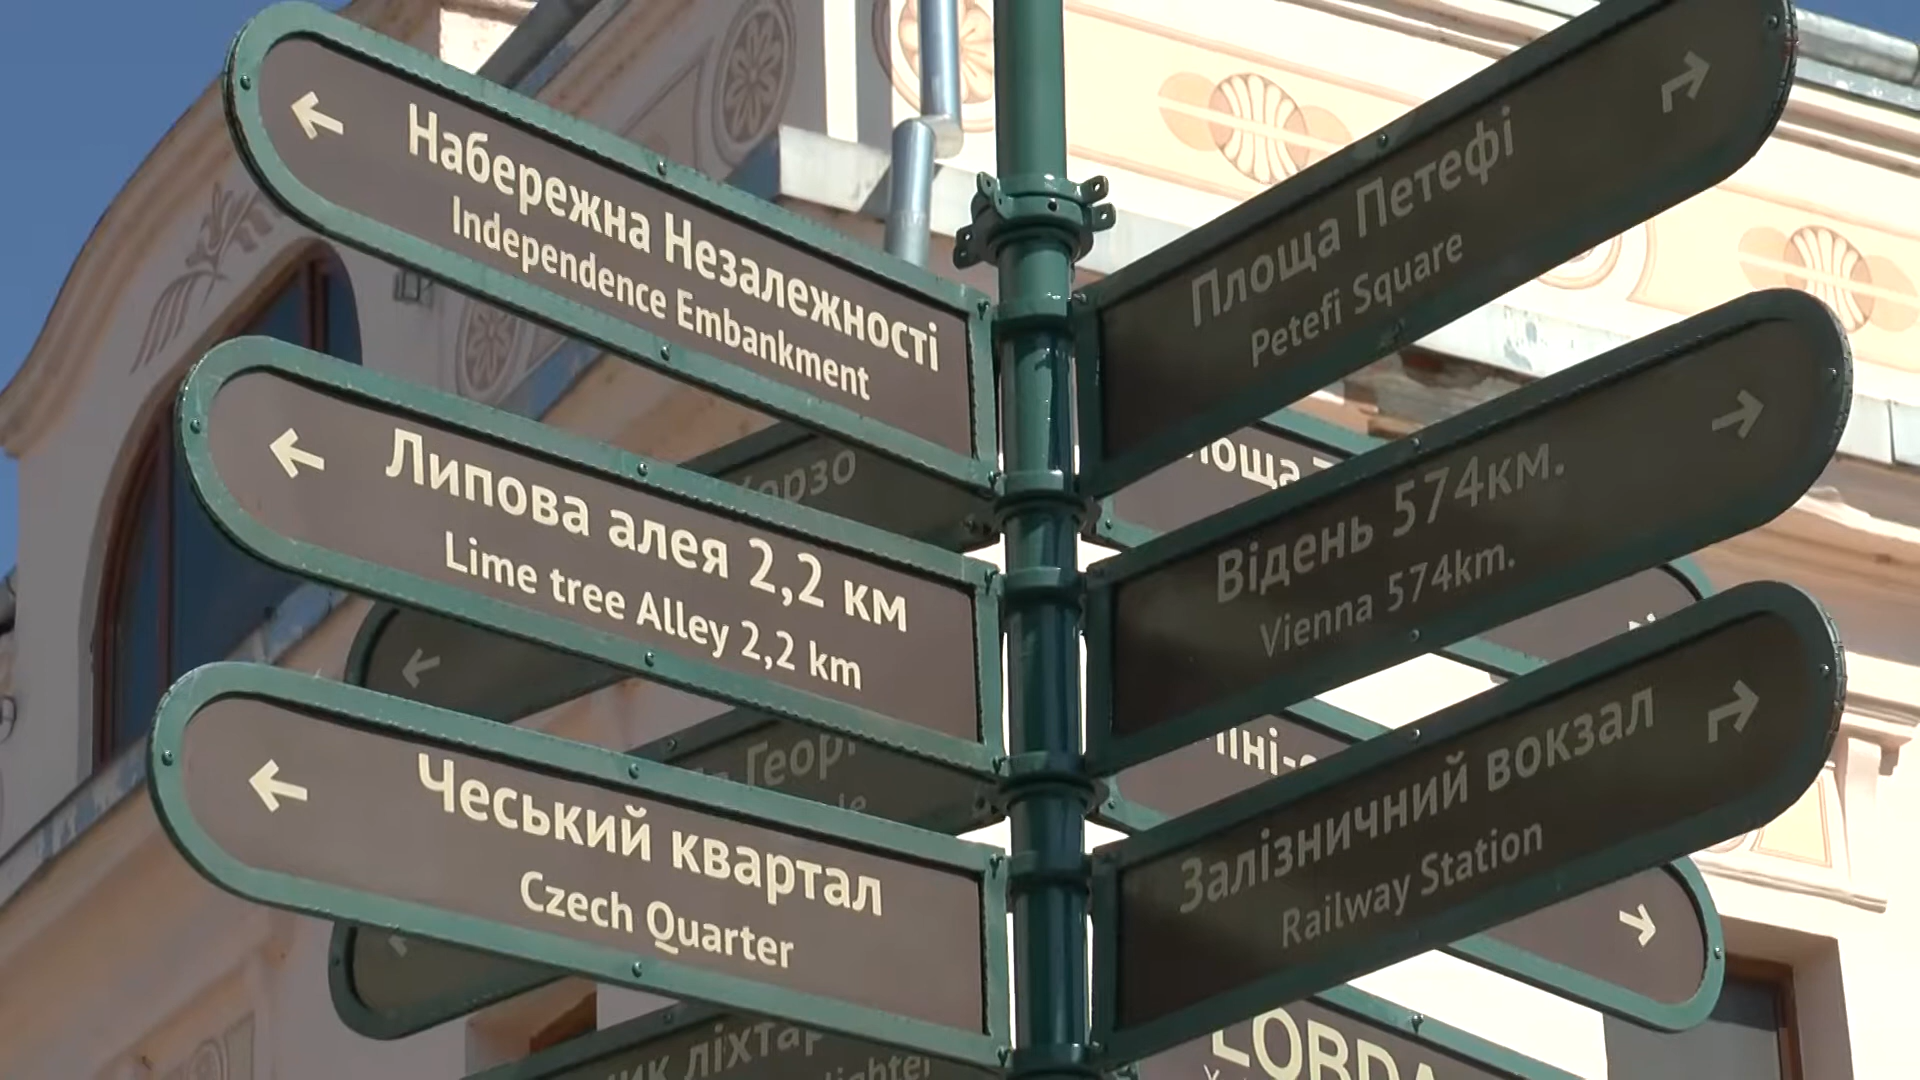 Набережна Незалежності
Independence Embankment
Липова алея 2,2 км
Lime tree Alley 2,2 km
Чеський квартал
Czech Quarter
Площа Петефі
Petefi Square
Відень 574км.
Vienna 574km.
Залізничний вокзал
Railway Station
Корзо